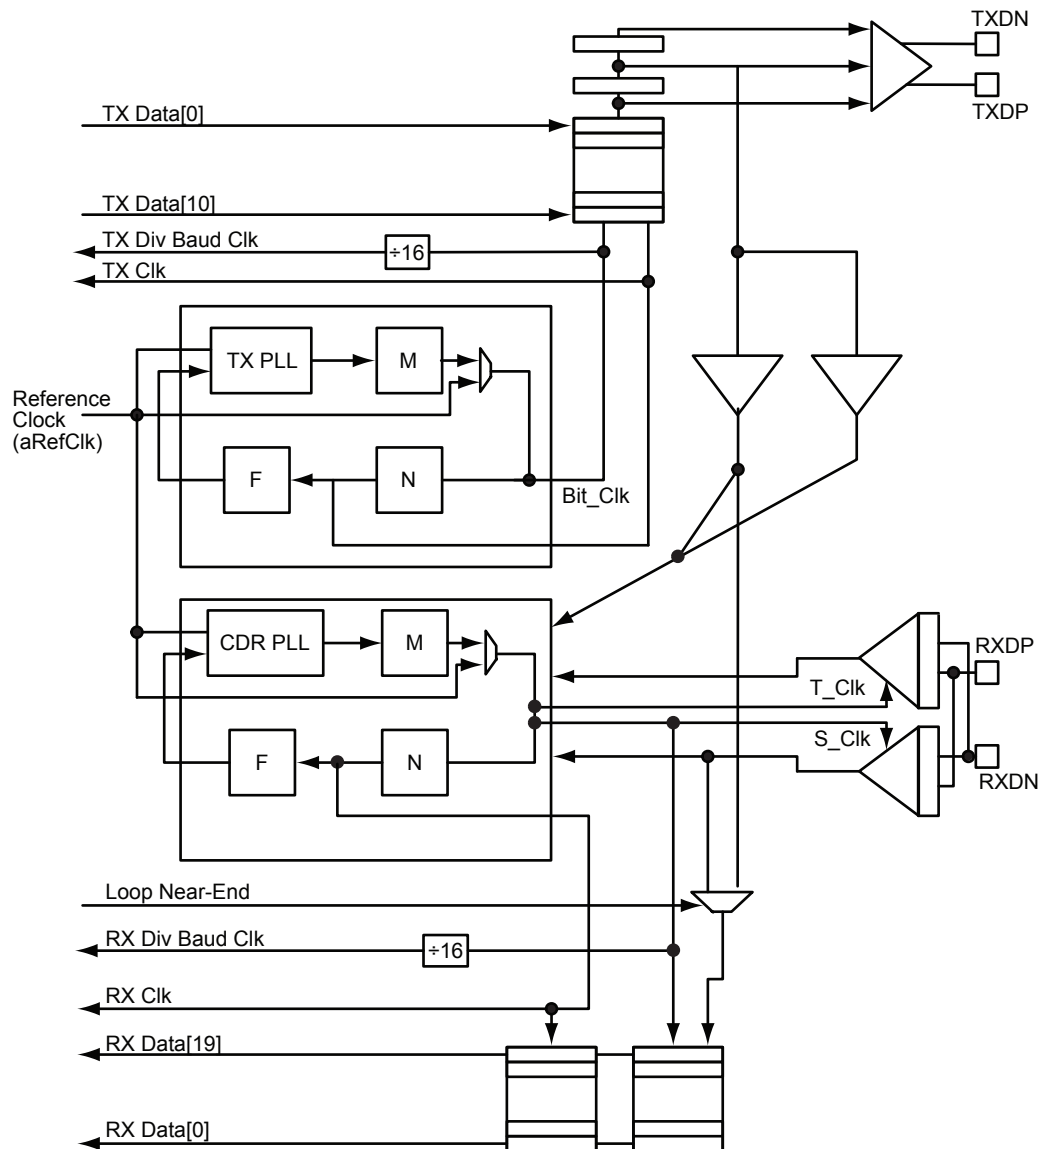 TXDN
TXDP
TX Data[0]
TX Data[10]
TX Div Baud Clk
÷16
TX Clk
TX PLL
M
Reference
Clock
(aRefClk)
F
N
Bit_Clk
CDR PLL
M
RXDP
T_Clk
S_Clk
F
N
RXDN
Loop Near-End
RX Div Baud Clk
÷16
RX Clk
RX Data[19]
RX Data[0]